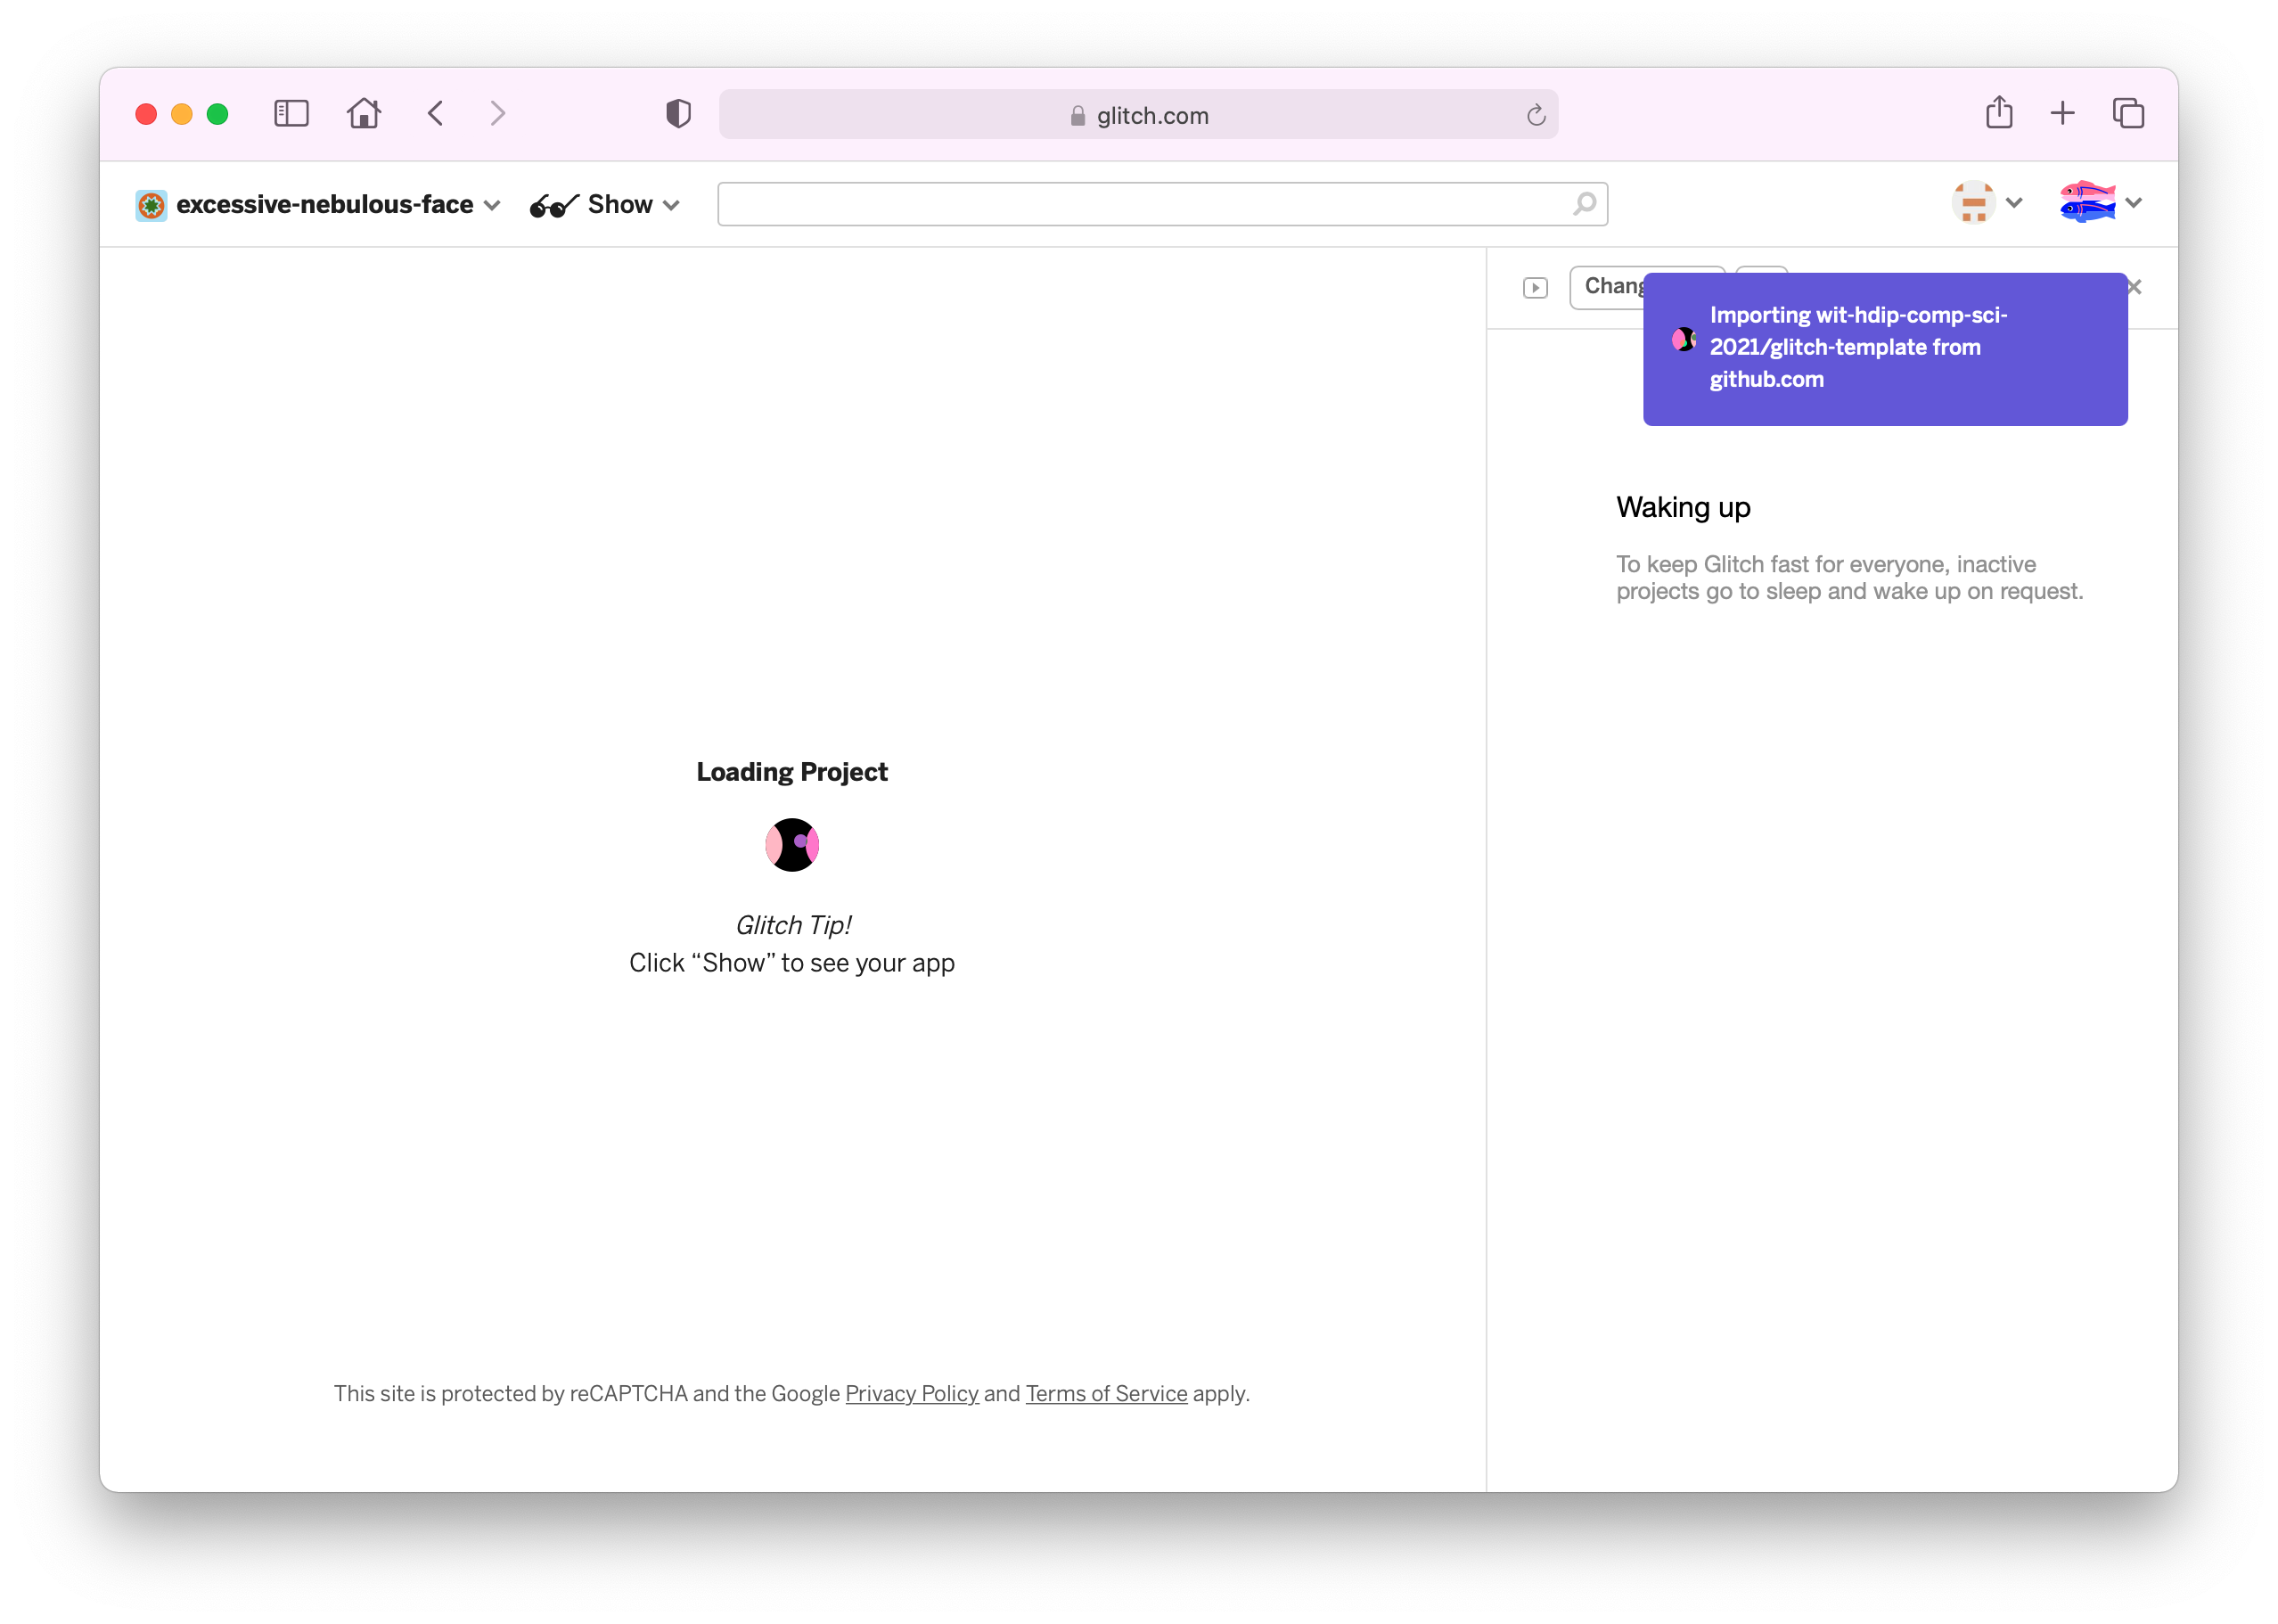 glitch.com
excessive-nebulous-face
Show
Importing wit-hdip-comp-sci-
2021/glitch-template from
github.com
Waking up
To keep Glitch fast for everyone, inactive
projects go to sleep and wake up on request.
Loading Project
Glitch Tip!
Click “Show” to see your app
This site is protected by reCAPTCHA and the Google Privacy Policy and Terms of Service apply.